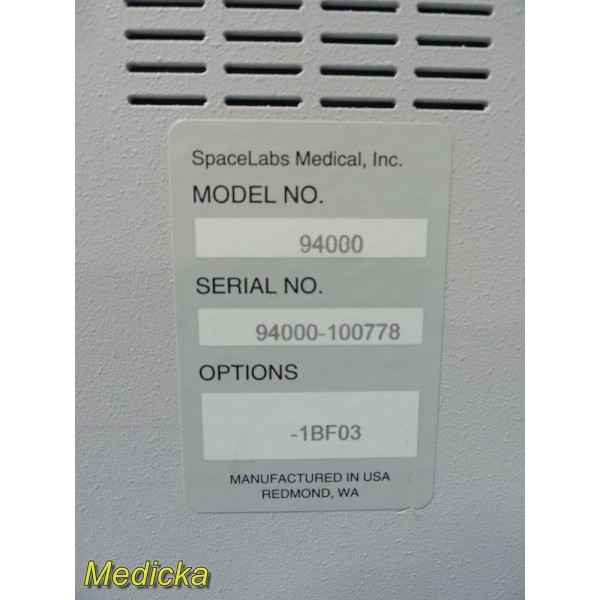 SpaceLabs Medical, Inc.
MODEL NO.
94000
SERIAL NO.
94000-100778
OPTIONS
-1BF03
MANUFACTURED IN USA
REDMOND, WA
Medicka